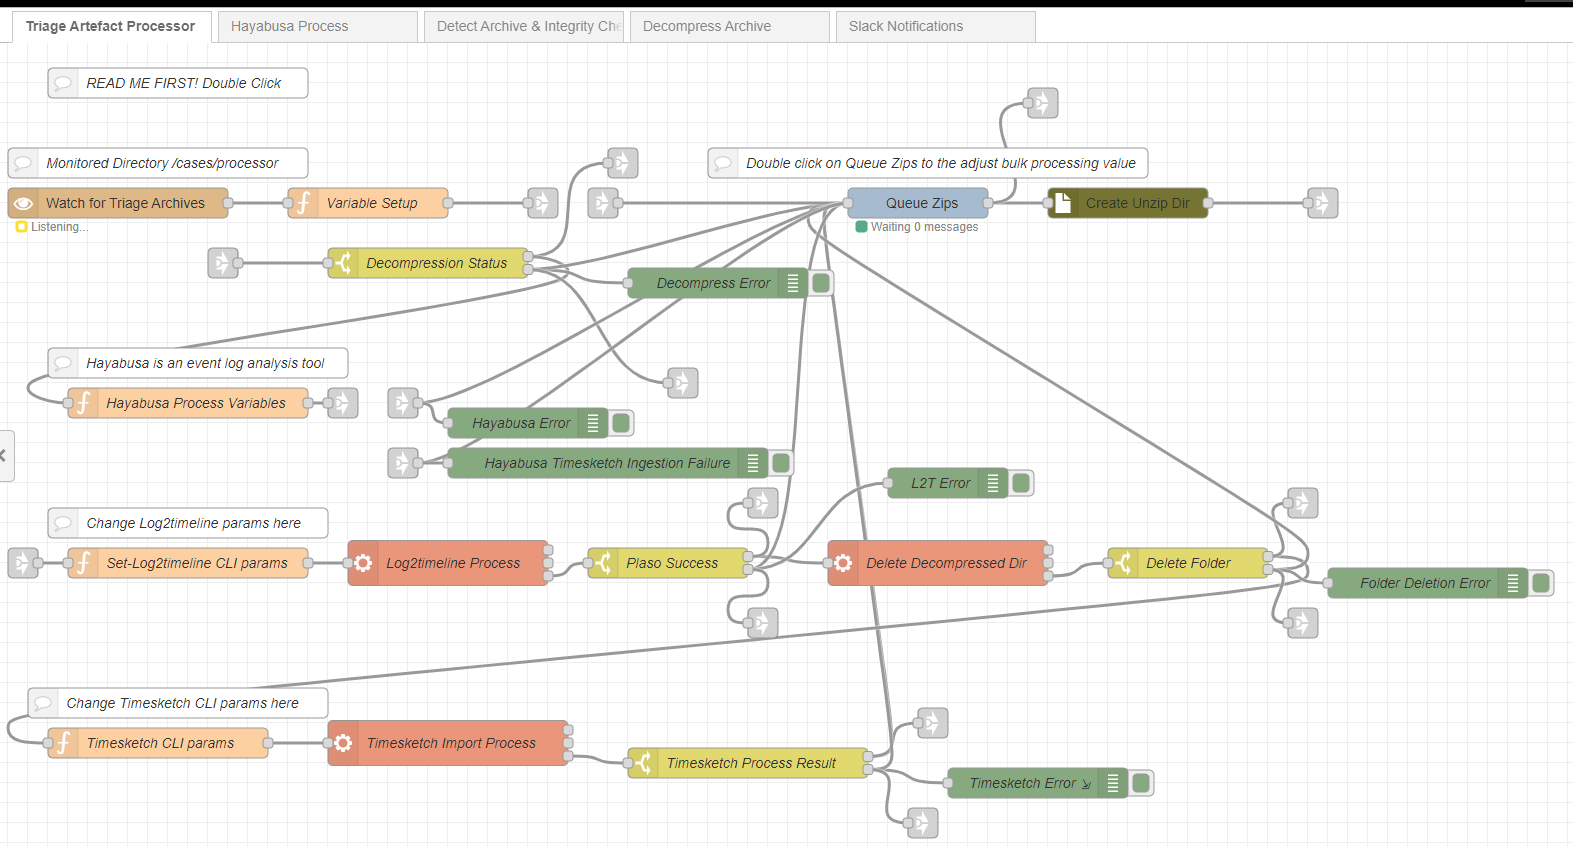 Triage Artefact Processor
Hayabusa Process
Detect Archive & Integrity Che
Decompress Archive
Slack Notifications
READ ME FIRST! Double Click
Monitored Directory /cases/processor
Double click on Queue Zips to the adjust bulk processing value
Watch for Triage Archives
Variable Setup
Queue Zips
Create Unzip Dir
Listening...
Waiting 0 messages
Decompression Status
Decompress Error
Hayabusa is an event log analysis tool
Hayabusa Process Variables
Hayabusa Error
Hayabusa Timesketch Ingestion Failure
L2T Error
Change Log2timeline params here
Set-Log2timeline CLI params
Log2timeline Process
Plaso Success
Delete Decompressed Dir
Delete Folder
Folder Deletion Error
Change Timesketch CLI params here
Timesketch CLI params
Timesketch Import Process
Timesketch Process Result
Timesketch Error